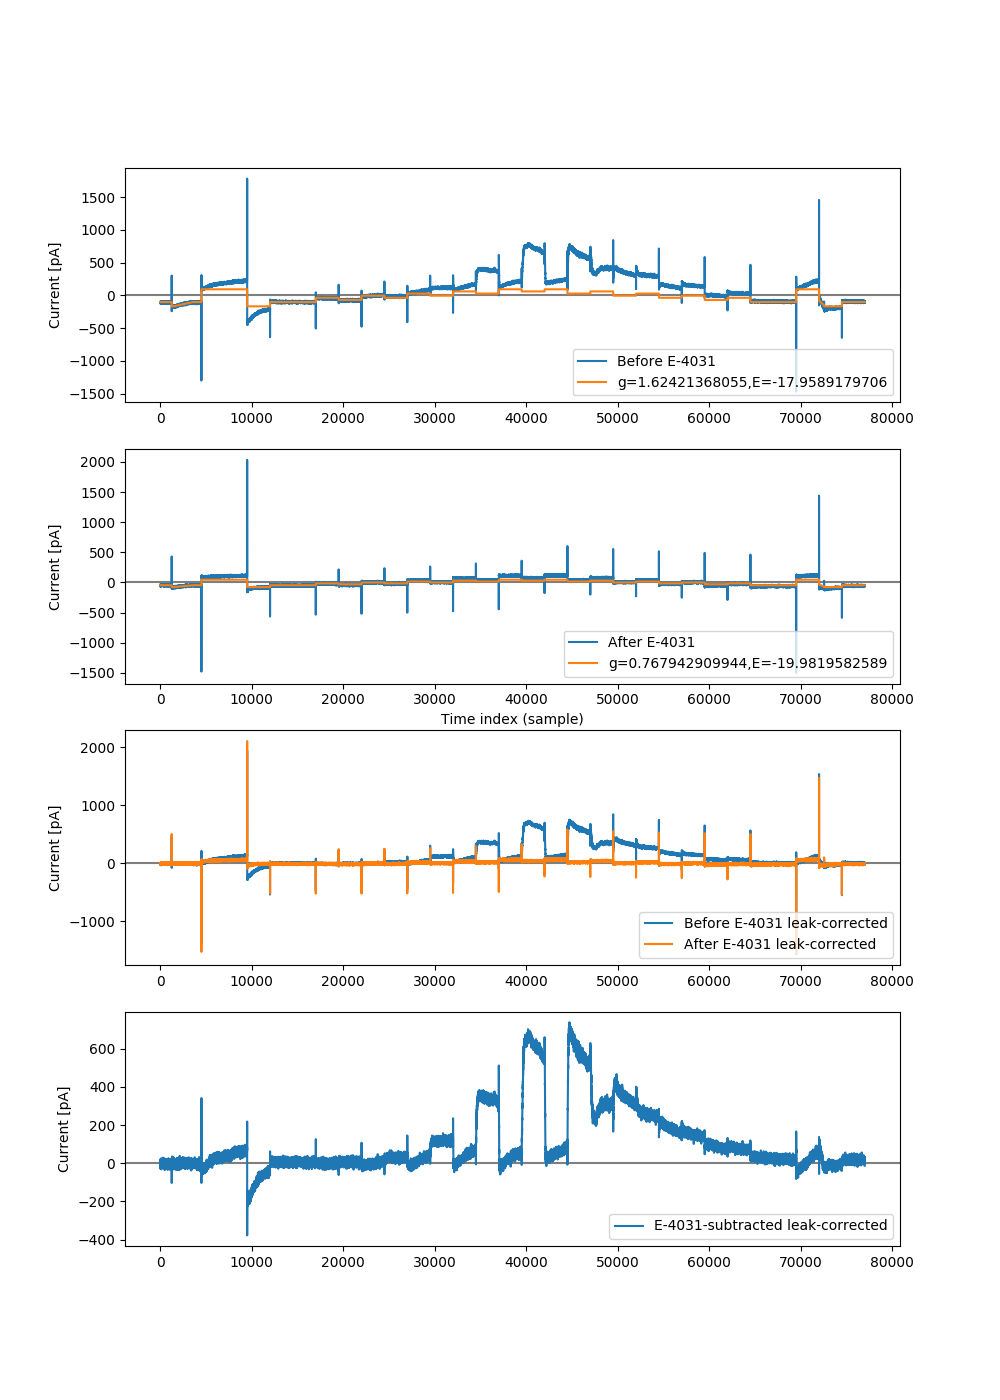 1500
1000
500
0
−500
−1000
−1500
Current [pA]
Before E-4031
g=1.62421368055,E=-17.9589179706
0 10000 20000 30000 40000 50000 60000 70000 80000
2000
1500
1000
500
0
−500
−1000
−1500
Current [pA]
After E-4031
g=0.767942909944,E=-19.9819582589
0 10000 20000 30000 40000 50000 60000 70000 80000
Time index (sample)
2000
1000
0
−1000
Current [pA]
Before E-4031 leak-corrected
After E-4031 leak-corrected
0 10000 20000 30000 40000 50000 60000 70000 80000
600
400
200
0
−200
−400
Current [pA]
E-4031-subtracted leak-corrected
0 10000 20000 30000 40000 50000 60000 70000 80000